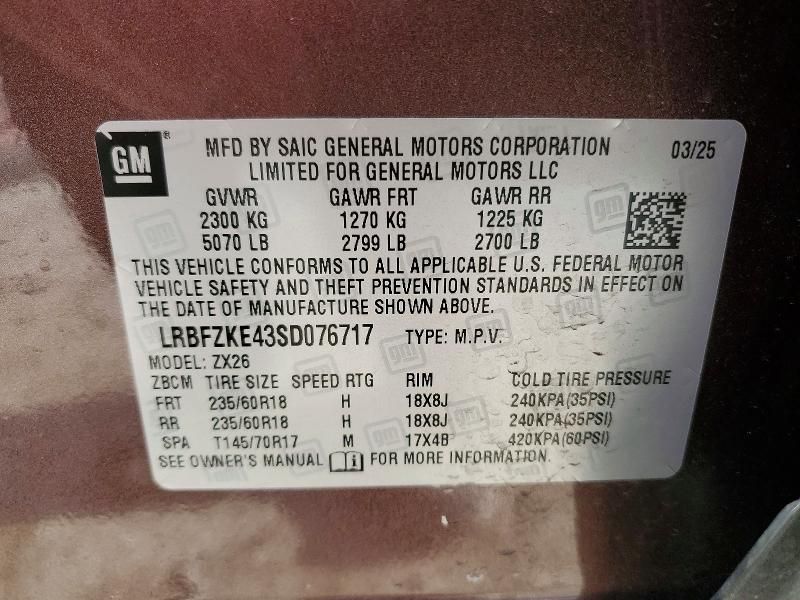 GM ® MFD BY SAIC GENERAL MOTORS CORPORATION 03/25
LIMITED FOR GENERAL MOTORS LLC
GVWR GAWR FRT GAWR RR
2300 KG 1270 KG 1225 KG
5070 LB 2799 LB 2700 LB
THIS VEHICLE CONFORMS TO ALL APPLICABLE U.S. FEDERAL MOTOR
VEHICLE SAFETY AND THEFT PREVENTION STANDARDS IN EFFECT ON
THE DATE OF MANUFACTURE SHOWN ABOVE.
LRBFZKE43SD076717 TYPE: M.P.V.
MODEL: ZX26
ZBCM TIRE SIZE SPEED RTG RIM COLD TIRE PRESSURE
FRT 235/60R18 H 18X8J 240KPA(35PSI)
RR 235/60R18 H 18X8J 240KPA(35PSI)
SPA T145/70R17 M 17X4B 420KPA(60PSI)
SEE OWNER'S MANUAL FOR MORE INFORMATION.